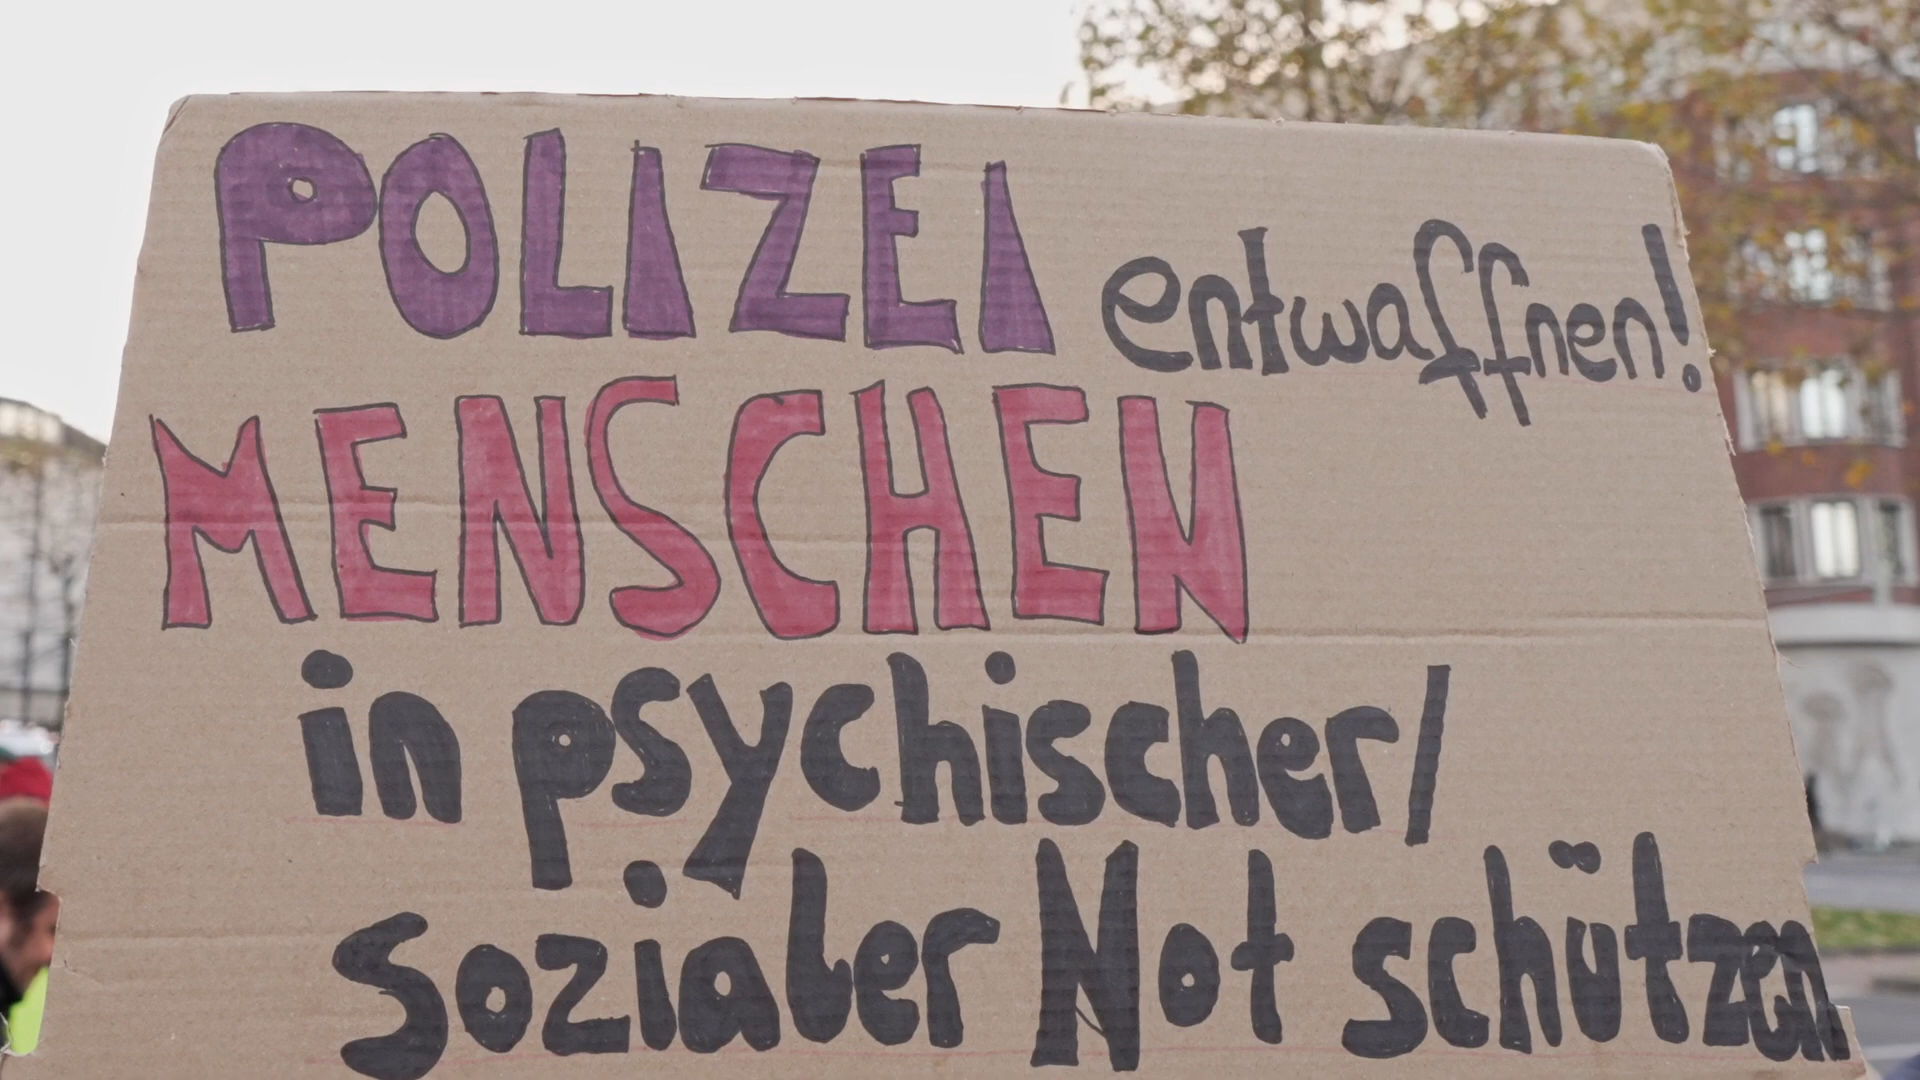 POLIZEI entwaffnen!
MENSCHEN
in psychischer/
sozialer Not schützen